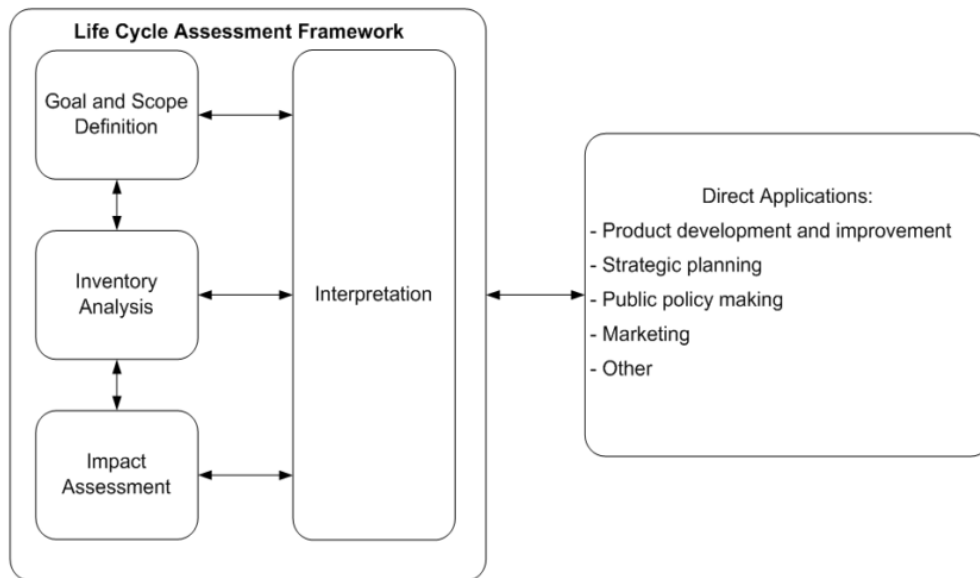 Life Cycle Assessment Framework
Goal and Scope
Definition
Inventory
Analysis
Impact
Assessment
Interpretation
Direct Applications:
- Product development and improvement
- Strategic planning
- Public policy making
- Marketing
- Other